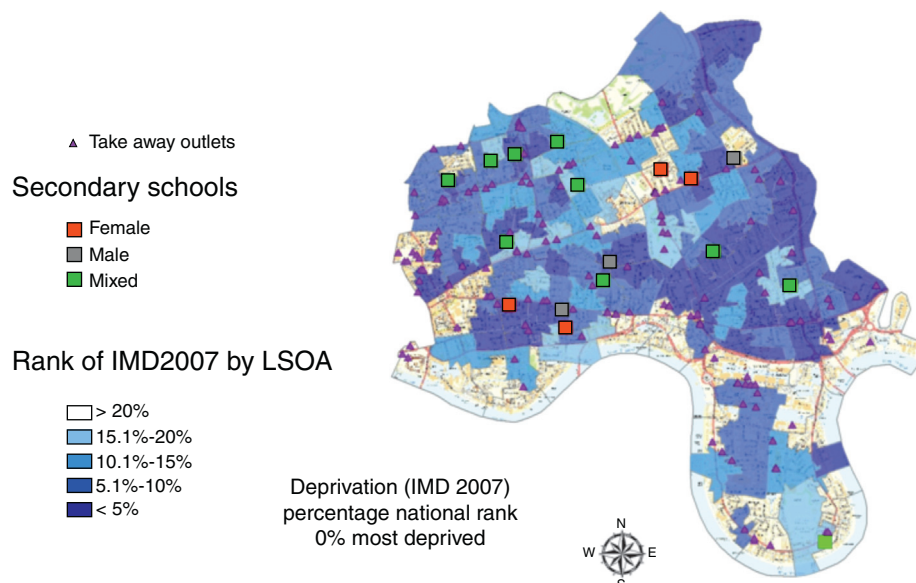 Take away outlets
Secondary schools
Female
Male
Mixed
Rank of IMD2007 by LSOA
> 20%
15.1%-20%
10.1%-15%
5.1%-10%
< 5%
Deprivation (IMD 2007)
percentage national rank
0% most deprived
N
W E
S